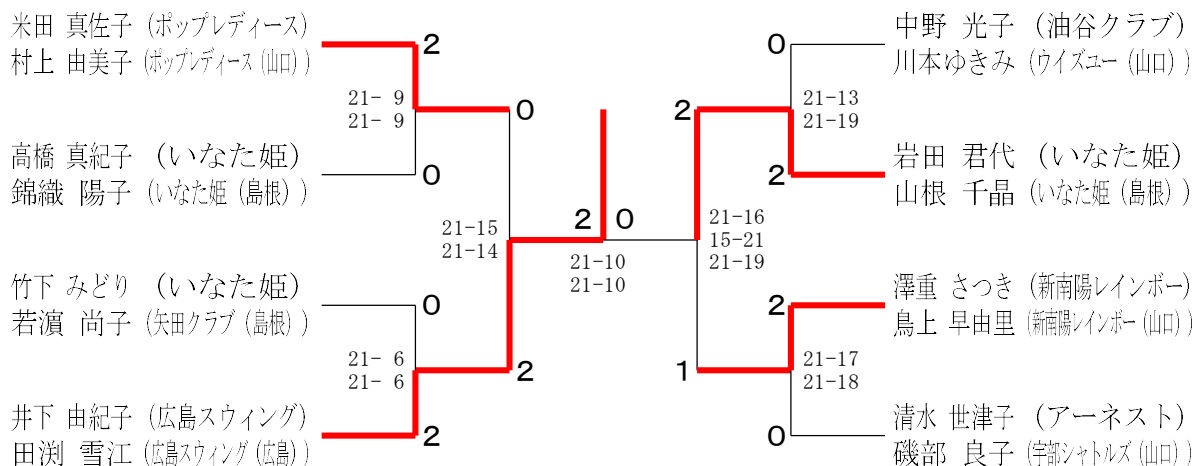 米田 真佐子 (ポップレディース)
村上 由美子 (ポップレディース (山口) )
2
21- 9
21- 9
0
高橋 真紀子 (いなた姫)
錦織 陽子 (いなた姫 (島根) )
0
21-15
21-14
竹下 みどり (いなた姫)
若濵 尚子 (矢田クラブ (島根) )
0
21- 6
21- 6
2
井下 由紀子 (広島スウィング)
田渕 雪江 (広島スウィング (広島) )
2
2 0
21-10
21-10
中野 光子 (油谷クラブ)
川本ゆきみ (ウイズユー (山口) )
0
2
21-13
21-19
岩田 君代 (いなた姫)
山根 千晶 (いなた姫 (島根) )
2
21-16
15-21
21-19
澤重 さつき (新南陽レインボー)
鳥上 早由里 (新南陽レインボー (山口) )
2
1
21-17
21-18
清水 世津子 (アーネスト)
磯部 良子 (宇部シャトルズ (山口) )
0